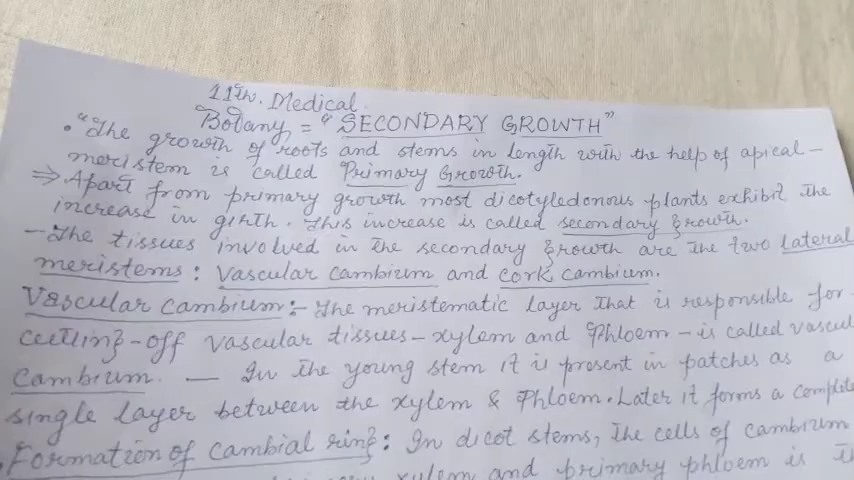 11th. Medical
Botany = "SECONDARY GROWTH"
• "The growth of roots and stems in length with the help of apical –
meristem is called Primary Growth.
⇒ Apart from primary growth most dicotyledonous plants exhibit the
increase in girth. This increase is called secondary growth.
– The tissues involved in the secondary growth are the two lateral
meristems : Vascular cambium and cork cambium.
Vascular cambium :- The meristematic layer that is responsible for
cutting-off vascular tissues – xylem and Phloem – is called vascul
Cambium. — In the young stem it is present in patches as a
single layer between the xylem & Phloem. Later it forms a complete
Formation of cambial ring : In dicot stems, the cells of cambium
xylem and primary phloem is